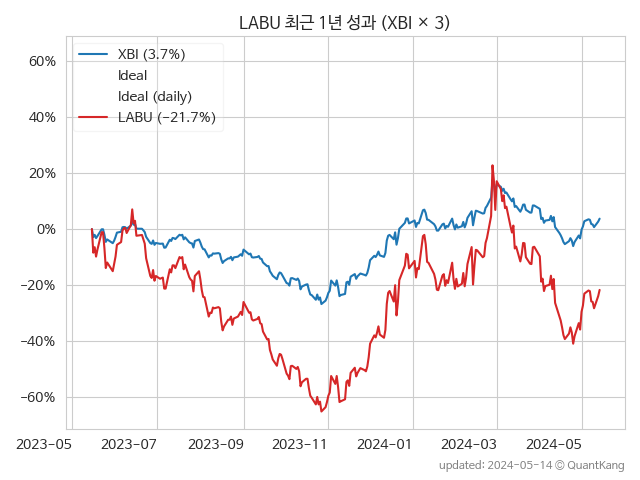 LABU 최근 1년 성과 (XBI × 3)
XBI (3.7%)
Ideal
Ideal (daily)
LABU (−21.7%)
60%
40%
20%
0%
−20%
−40%
−60%
2023-05
2023-07
2023-09
2023-11
2024-01
2024-03
2024-05
updated: 2024-05-14 © QuantKang